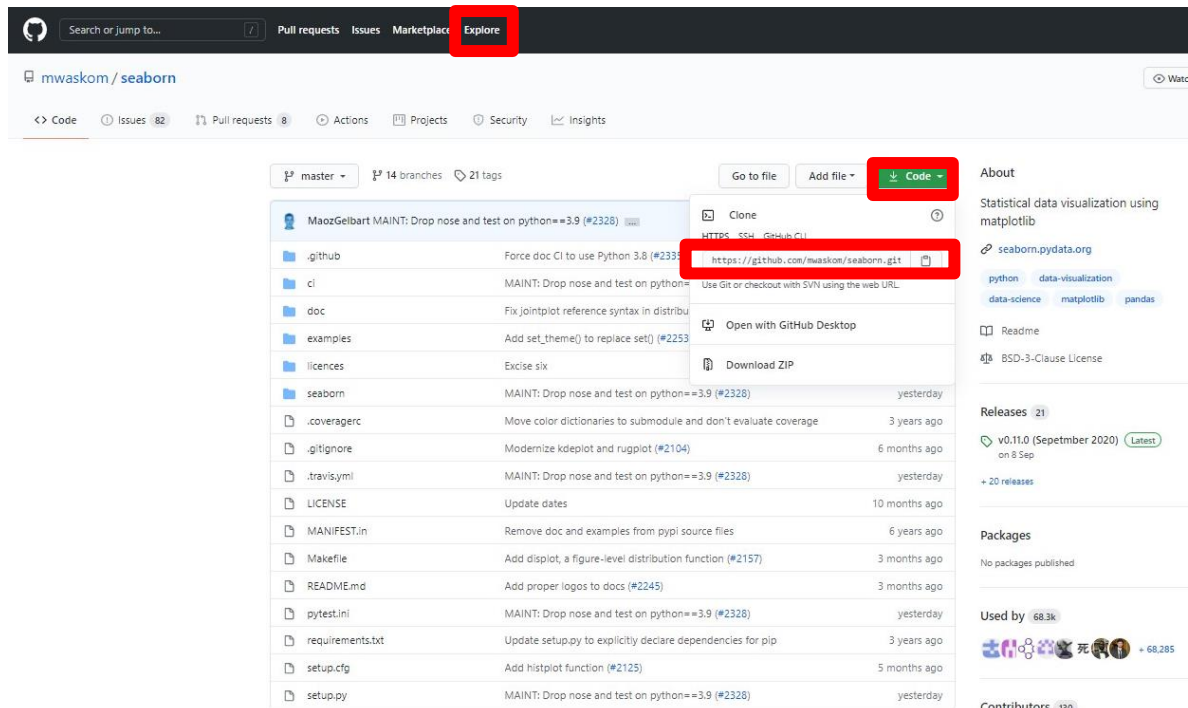 Search or jump to... / Pull requests Issues Marketplace Explore
mwaskom / seaborn
Watc
Code Issues 82 Pull requests 8 Actions Projects Security Insights
master 14 branches 21 tags Go to file Add file Code
MaozGelbart MAINT: Drop nose and test on python==3.9 (#2328) ...
Clone
HTTPS SSH GitHub CLI
https://github.com/mwaskom/seaborn.git
Use Git or checkout with SVN using the web URL.
Open with GitHub Desktop
Download ZIP
.github Force doc CI to use Python 3.8 (#233
ci MAINT: Drop nose and test on python=
doc Fix jointplot reference syntax in distribu
examples Add set_theme() to replace set() (#2253
licences Excise six
seaborn MAINT: Drop nose and test on python==3.9 (#2328) yesterday
.coveragerc Move color dictionaries to submodule and don't evaluate coverage 3 years ago
.gitignore Modernize kdeplot and rugplot (#2104) 6 months ago
.travis.yml MAINT: Drop nose and test on python==3.9 (#2328) yesterday
LICENSE Update dates 10 months ago
MANIFEST.in Remove doc and examples from pypi source files 6 years ago
Makefile Add displot, a figure-level distribution function (#2157) 3 months ago
README.md Add proper logos to docs (#2245) 3 months ago
pytest.ini MAINT: Drop nose and test on python==3.9 (#2328) yesterday
requirements.txt Update setup.py to explicitly declare dependencies for pip 3 years ago
setup.cfg Add histplot function (#2125) 5 months ago
setup.py MAINT: Drop nose and test on python==3.9 (#2328) yesterday
About
Statistical data visualization using
matplotlib
seaborn.pydata.org
python data-visualization
data-science matplotlib pandas
Readme
BSD-3-Clause License
Releases 21
v0.11.0 (Sepetmber 2020) Latest
on 8 Sep
+ 20 releases
Packages
No packages published
Used by 68.3k
死 + 68,285
Contributors 130